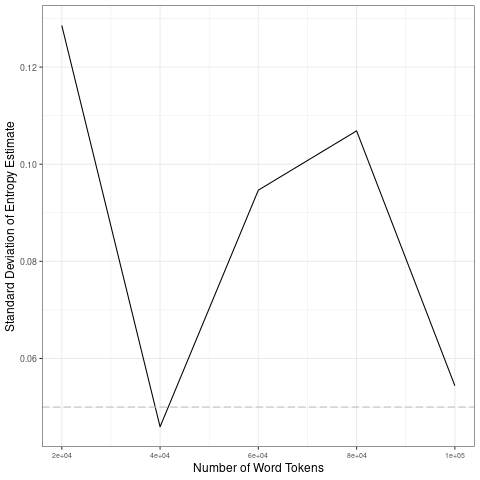 Standard Deviation of Entropy Estimate
0.12
0.10
0.08
0.06
2e+04 4e+04 6e+04 8e+04 1e+05
Number of Word Tokens